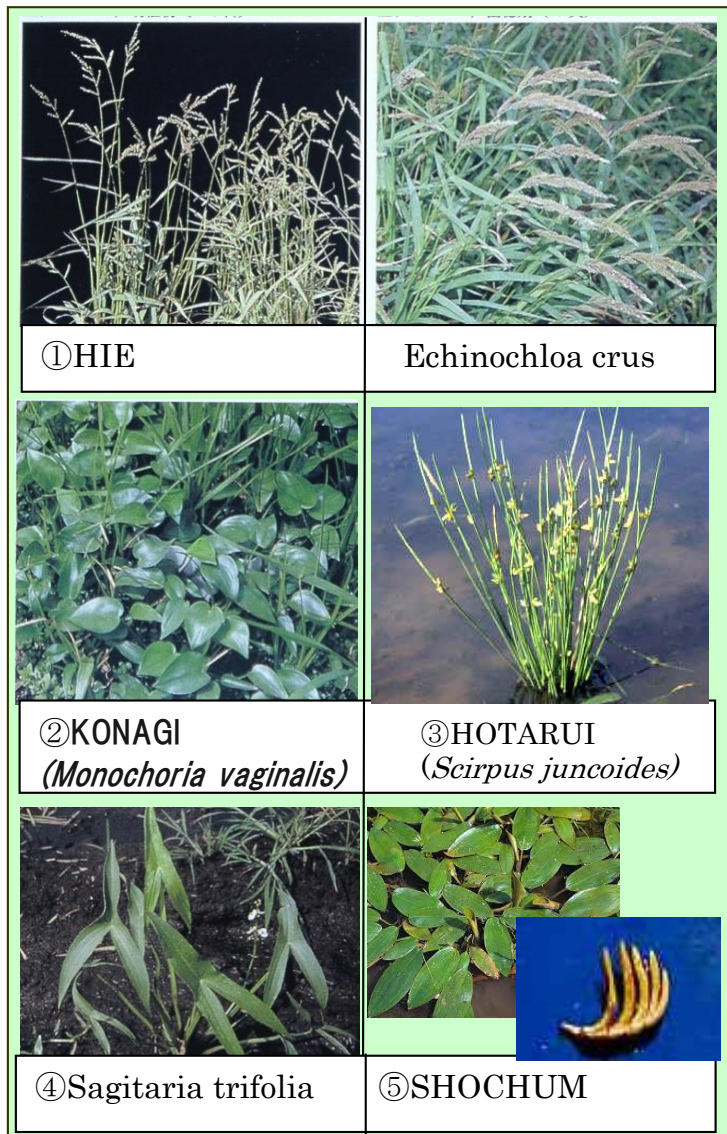 ①HIE
Echinochloa crus
②KONAGI
(Monochoria vaginalis)
③HOTARUI
(Scirpus juncoides)
④Sagitaria trifolia
⑤SHOCHUM